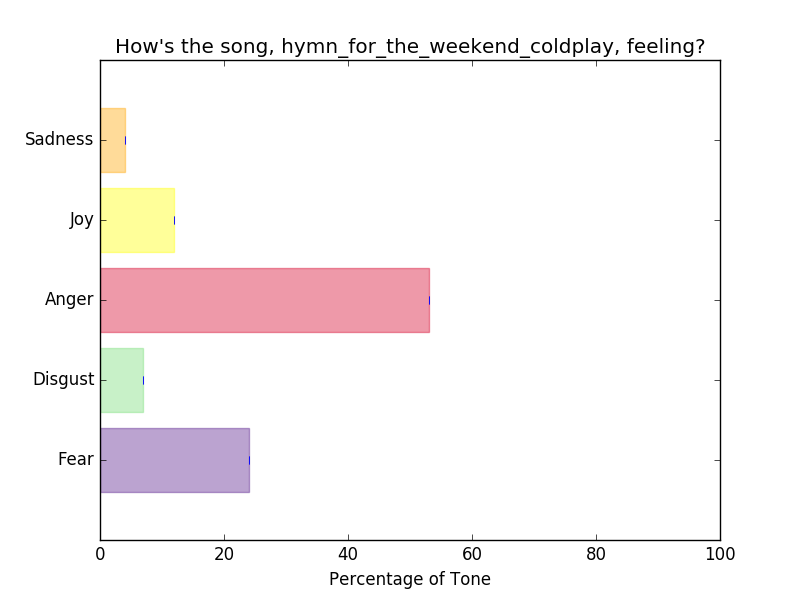 How's the song, hymn_for_the_weekend_coldplay, feeling?
Sadness
Joy
Anger
Disgust
Fear
0 20 40 60 80 100
Percentage of Tone